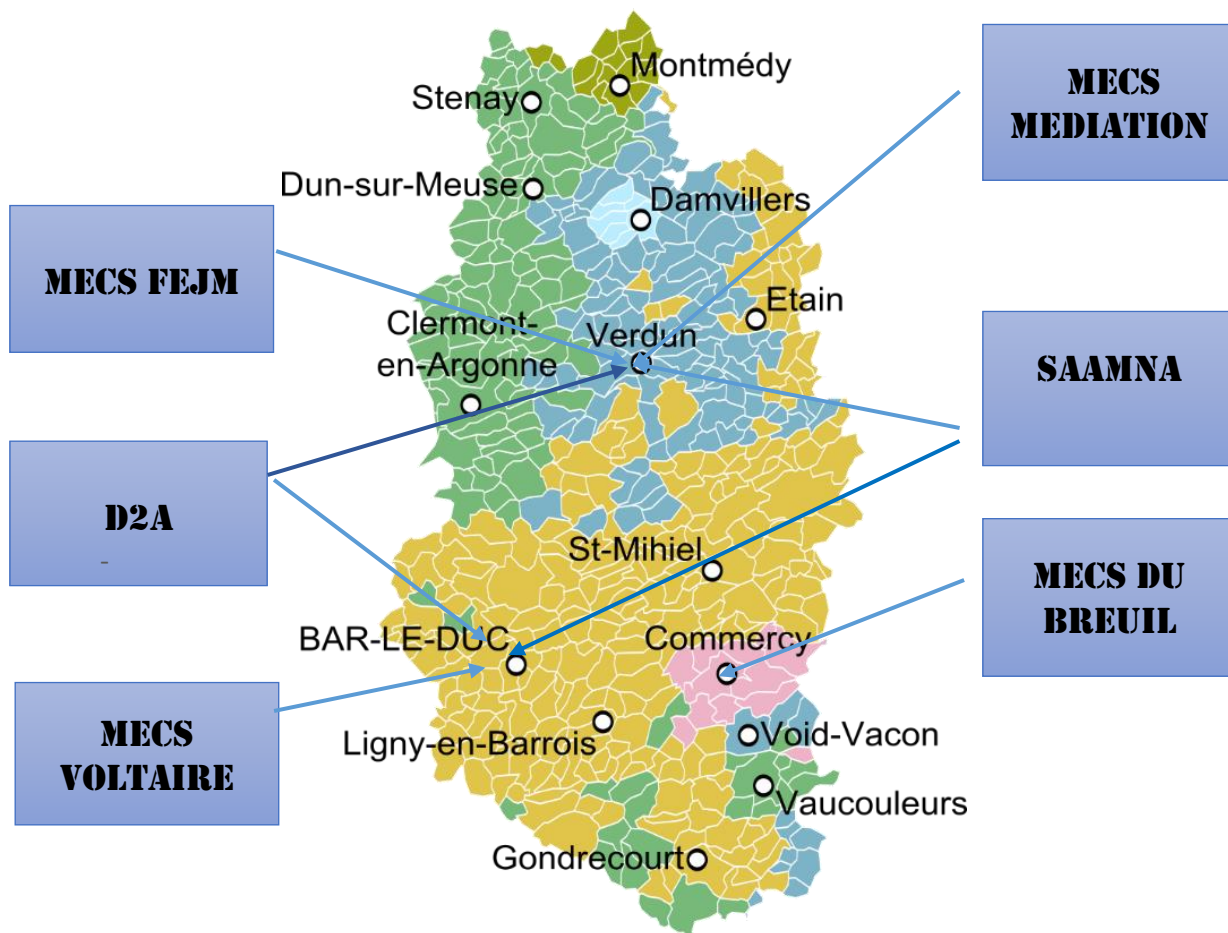 Montmédy
Stenay
MECS
MEDIATION
Dun-sur-Meuse
Damvillers
MECS FEJM
Etain
Clermont-
en-Argonne
Verdun
SAAMNA
D2A
-
St-Mihiel
MECS DU
BREUIL
BAR-LE-DUC
Commercy
MECS
VOLTAIRE
Ligny-en-Barrois
Void-Vacon
Vaucouleurs
Gondrecourt